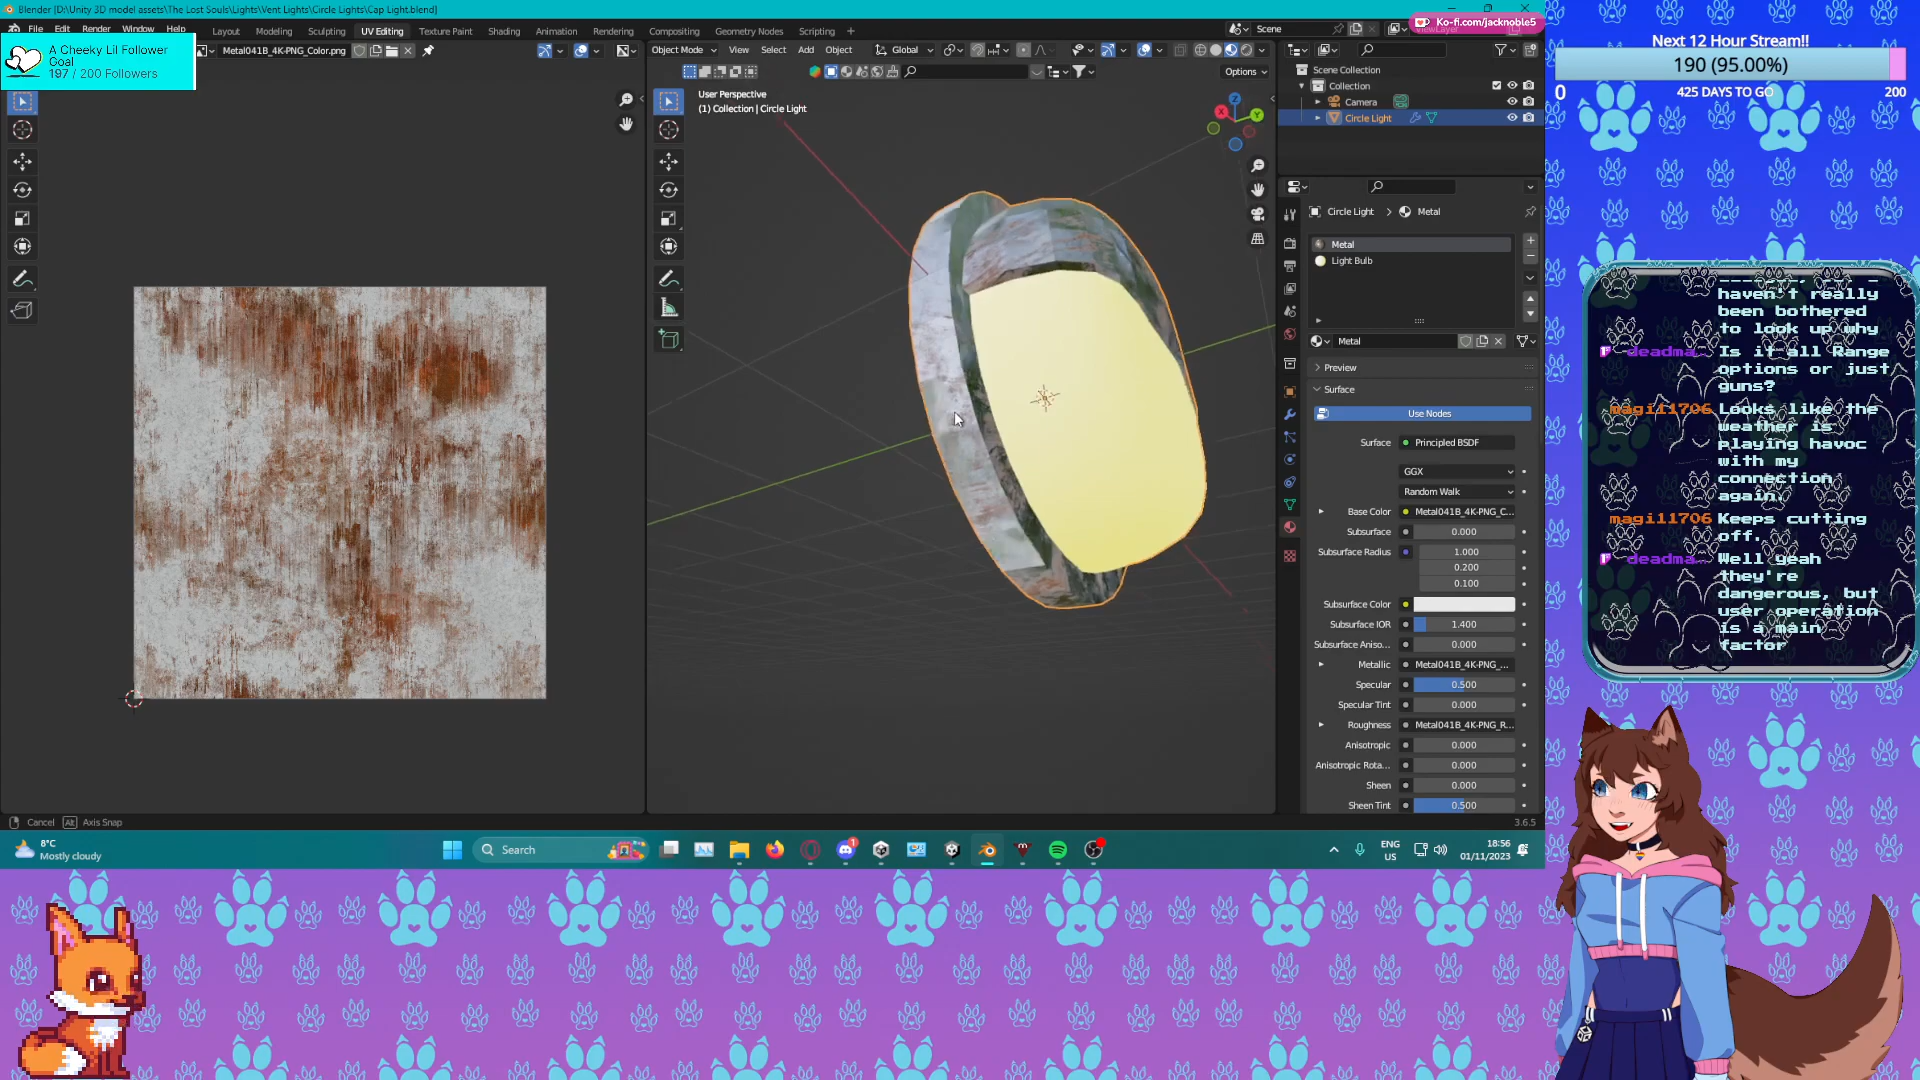 Blender [D:\Unity 3D model assets\The Lost Souls\Lights\Vent Lights\Circle Lights\Cap Light.blend]
File Edit Render Window Help Layout Modeling Sculpting UV Editing Texture Paint Shading Animation Rendering Compositing Geometry Nodes Scripting +
Scene
Ko-fi.com/jacknoble5
A Cheeky Lil Follower
Goal
197 / 200 Followers
Metal041B_4K-PNG_Color.png
Object Mode View Select Add Object Global
Options
User Perspective
(1) Collection | Circle Light
Scene Collection
Collection
Camera
Circle Light
Circle Light > Metal
Metal
Light Bulb
Metal
Preview
Surface
Use Nodes
Surface Principled BSDF
GGX
Random Walk
Base Color Metal041B_4K-PNG_C...
Subsurface 0.000
Subsurface Radius 1.000
0.200
0.100
Subsurface Color
Subsurface IOR 1.400
Subsurface Aniso... 0.000
Metallic Metal041B_4K-PNG_...
Specular 0.500
Specular Tint 0.000
Roughness Metal041B_4K-PNG_R...
Anisotropic 0.000
Anisotropic Rota... 0.000
Sheen 0.000
Sheen Tint 0.500
Cancel Alt Axis Snap
3.6.5
8°C
Mostly cloudy
Search
ENG
US
18:56
01/11/2023
Next 12 Hour Stream!!
190 (95.00%)
0 425 DAYS TO GO 200
haven't really
been bothered
to look up why
deadma… Is it all Range
options or just
guns?
magi11706 Looks like the
weather is
playing havoc
with my
connection
again.
magi11706 Keeps cutting
off.
deadma… Well yeah
they're
dangerous, but
user operation
is a main
factor